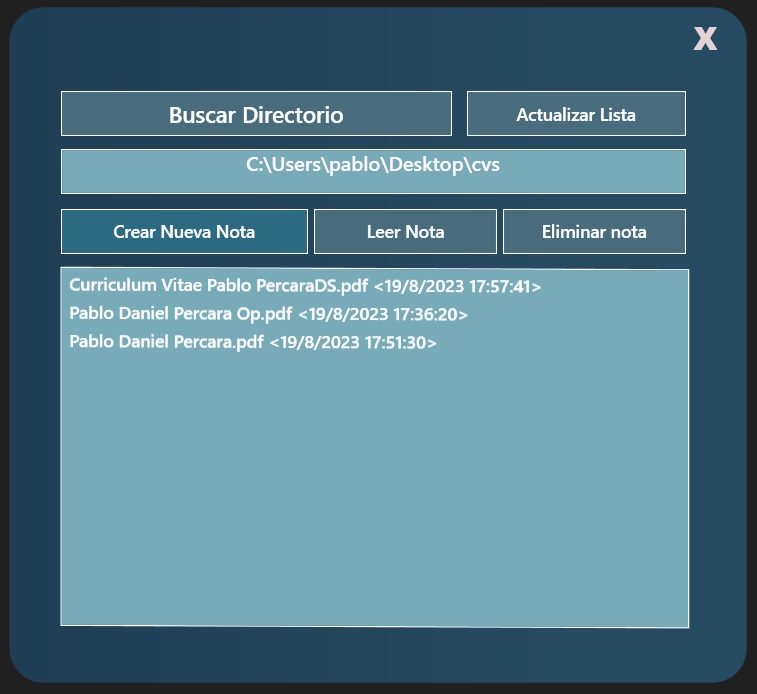 X
Buscar Directorio
Actualizar Lista
C:\Users\pablo\Desktop\cvs
Crear Nueva Nota
Leer Nota
Eliminar nota
Curriculum Vitae Pablo PercaraDS.pdf <19/8/2023 17:57:41>
Pablo Daniel Percara Op.pdf <19/8/2023 17:36:20>
Pablo Daniel Percara.pdf <19/8/2023 17:51:30>